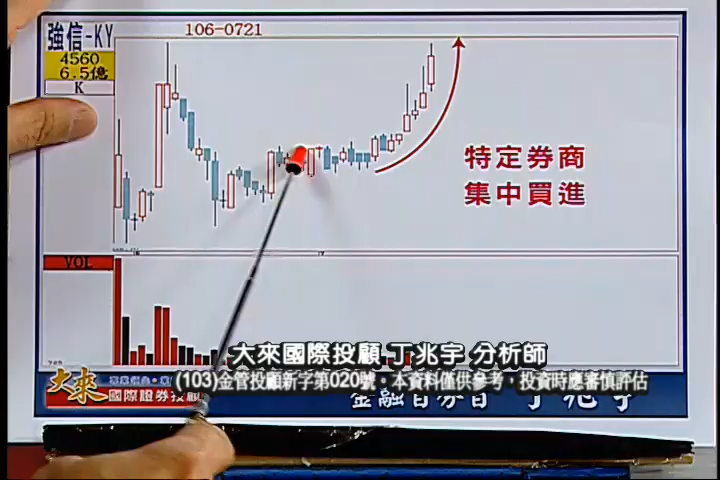 強信-KY
106-0721
4560
6.5億
K
特定券商
集中買進
VOL
大來國際投顧 丁兆宇 分析師
(103)金管投顧新字第020號，本資料僅供參考，投資時應審慎評估
大來
國際證券投顧